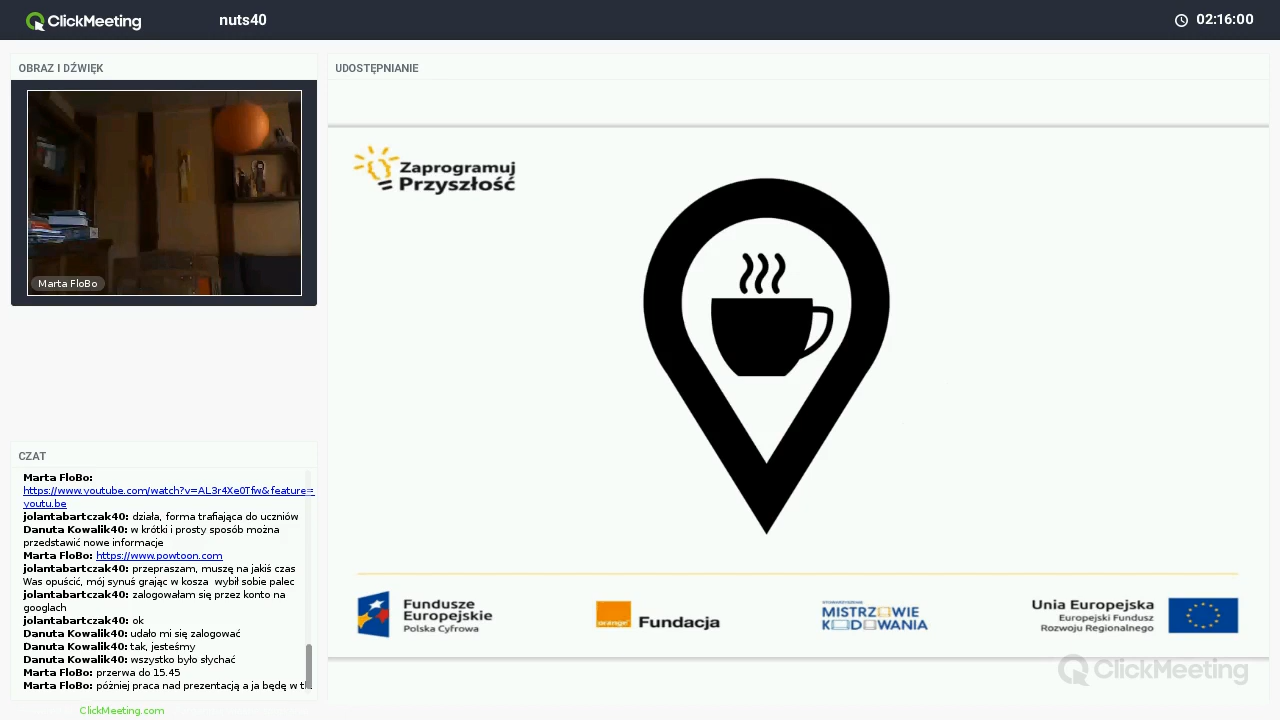 ClickMeeting
nuts40
02:16:00
OBRAZ I DŹWIĘK
Marta FloBo
UDOSTĘPNIANIE
Zaprogramuj
Przyszłość
Fundusze
Europejskie
Polska Cyfrowa
orange
Fundacja
STOWARZYSZENIE
MISTRZOWIE
KODOWANIA
Unia Europejska
Europejski Fundusz
Rozwoju Regionalnego
ClickMeeting
CZAT
Marta FloBo:
https://www.youtube.com/watch?v=AL3r4Xe0Tfw&feature=
youtu.be
jolantabartczak40: działa, forma trafiająca do uczniów
Danuta Kowalik40: w krótki i prosty sposób można
przedstawić nowe informacje
Marta FloBo: https://www.powtoon.com
jolantabartczak40: przepraszam, muszę na jakiś czas
Was opuścić, mój synuś grając w kosza wybił sobie palec
jolantabartczak40: zalogowałam się przez konto na
googlach
jolantabartczak40: ok
Danuta Kowalik40: udało mi się zalogować
Danuta Kowalik40: tak, jesteśmy
Danuta Kowalik40: wszystko było słychać
Marta FloBo: przerwa do 15.45
Marta FloBo: póżniej praca nad prezentacją a ja będę w
ClickMeeting.com